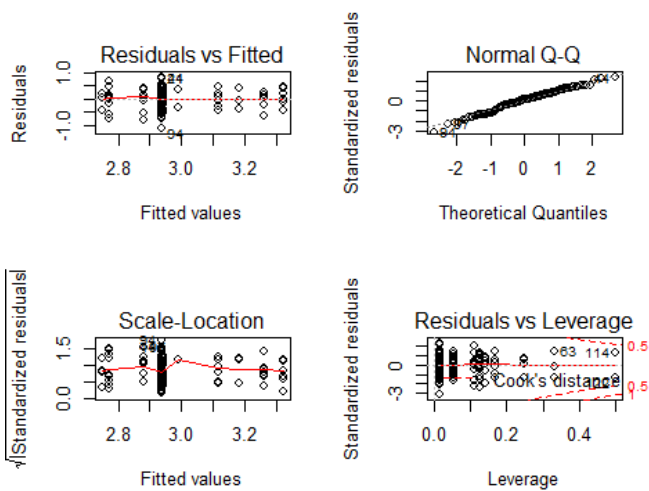 Residuals vs Fitted
Residuals
1.0
-1.0
94
2.8
3.0
3.2
Fitted values
Normal Q-Q
Standardized residuals
0
-3
-2
-1
0
1
2
Theoretical Quantiles
Scale-Location
√|Standardized residuals|
1.5
0.0
2.8
3.0
3.2
Fitted values
Residuals vs Leverage
Standardized residuals
0
-3
63
114
0.5
Cook's distance
0.5
1
0.0
0.2
0.4
Leverage